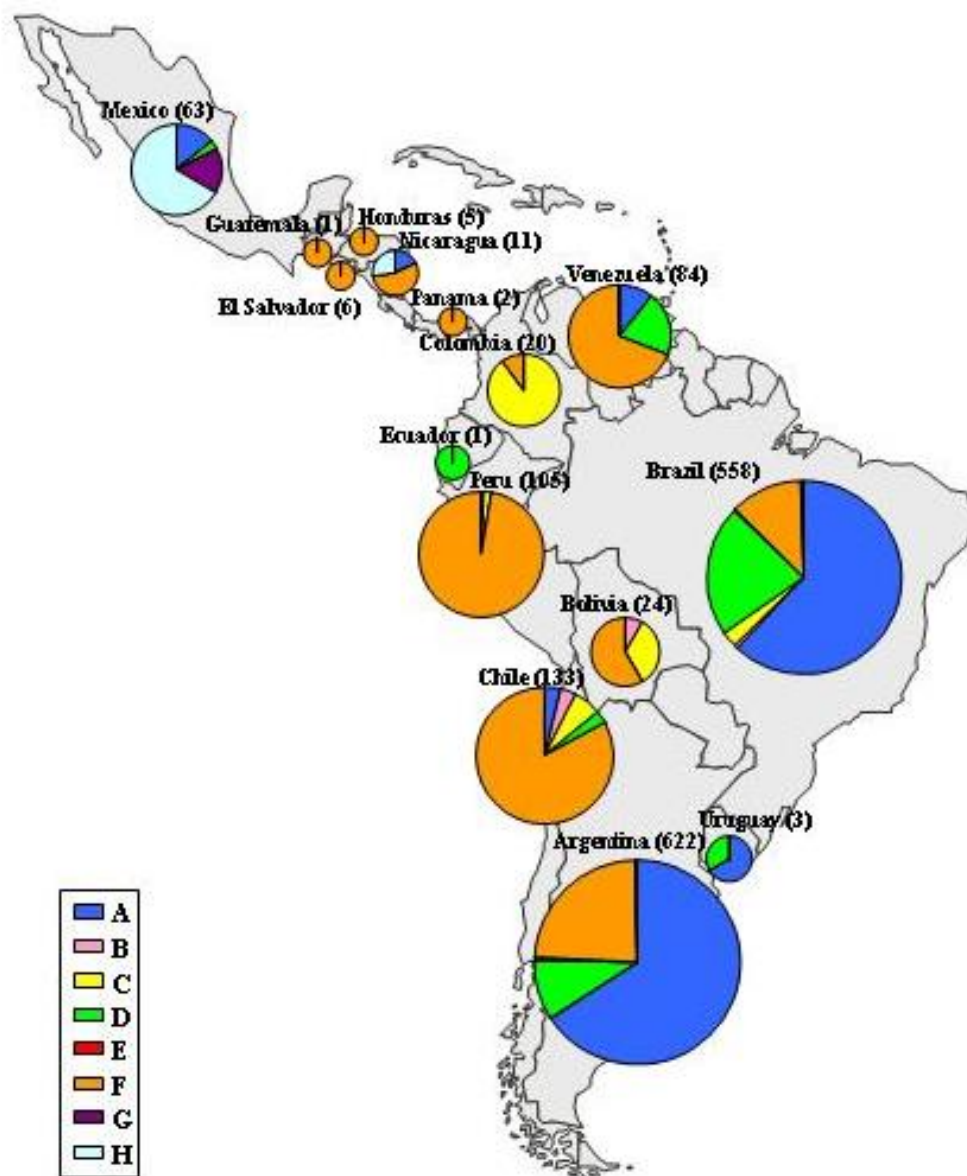 Mexico (63)
Guatemala (1)
Honduras (5)
Nicaragua (11)
El Salvador (6)
Panama (2)
Venezuela (84)
Colombia (20)
Ecuador (1)
Peru (105)
Brazil (558)
Bolivia (24)
Chile (133)
Uruguay (3)
Argentina (622)
A
B
C
D
E
F
G
H